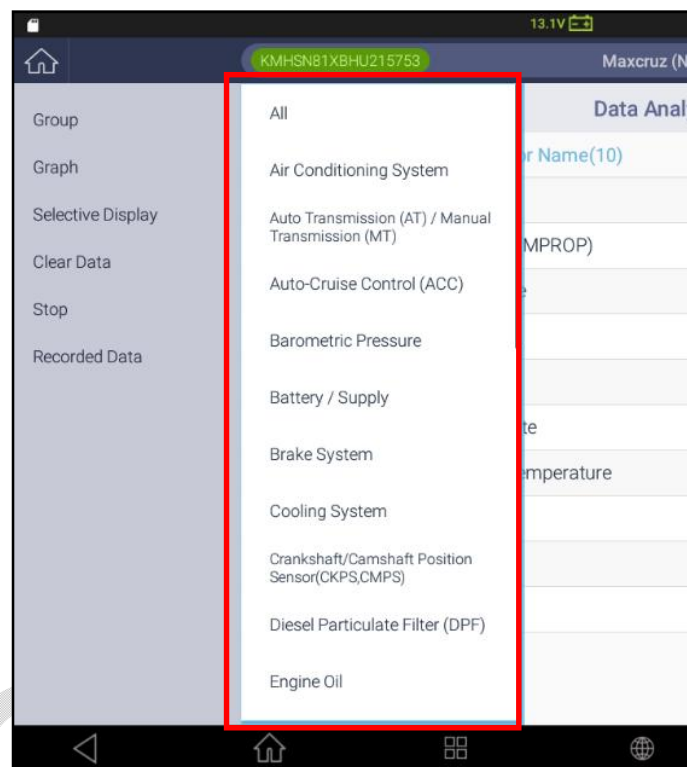 13.1V
KMHSN81XBHU215753
Maxcruz (N
Group
Graph
Selective Display
Clear Data
Stop
Recorded Data
All
Air Conditioning System
Auto Transmission (AT) / Manual
Transmission (MT)
Auto-Cruise Control (ACC)
Barometric Pressure
Battery / Supply
Brake System
Cooling System
Crankshaft/Camshaft Position
Sensor(CKPS,CMPS)
Diesel Particulate Filter (DPF)
Engine Oil
Data Anal
r Name(10)
MPROP)
e
te
emperature